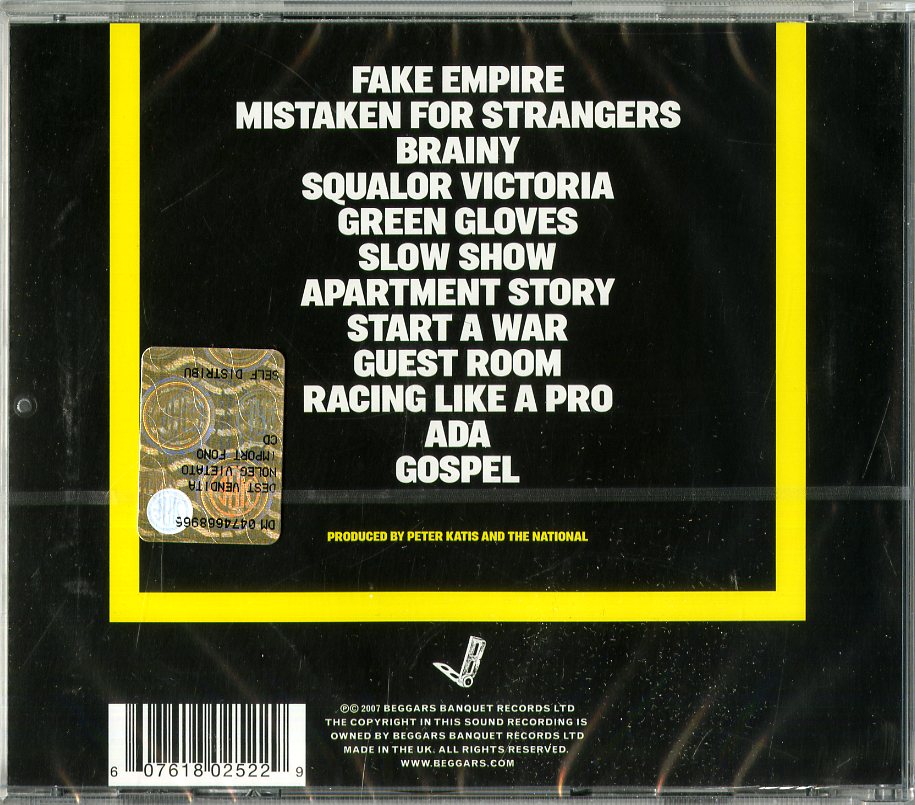 FAKE EMPIRE
MISTAKEN FOR STRANGERS
BRAINY
SQUALOR VICTORIA
GREEN GLOVES
SLOW SHOW
APARTMENT STORY
START A WAR
GUEST ROOM
RACING LIKE A PRO
ADA
GOSPEL
PRODUCED BY PETER KATIS AND THE NATIONAL
DM 0474668965
DEST VENDITA
NOLEG VIETATO
IMPORT FONO
CD
SELF DISTRIBU
℗© 2007 BEGGARS BANQUET RECORDS LTD
THE COPYRIGHT IN THIS SOUND RECORDING IS
OWNED BY BEGGARS BANQUET RECORDS LTD
MADE IN THE UK. ALL RIGHTS RESERVED.
WWW.BEGGARS.COM
6 07618 02522 9